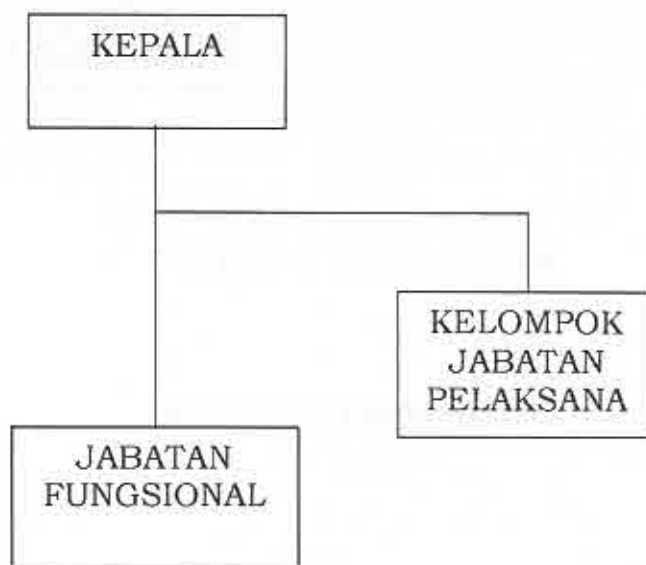 KEPALA
KELOMPOK
JABATAN
PELAKSANA
JABATAN
FUNGSIONAL